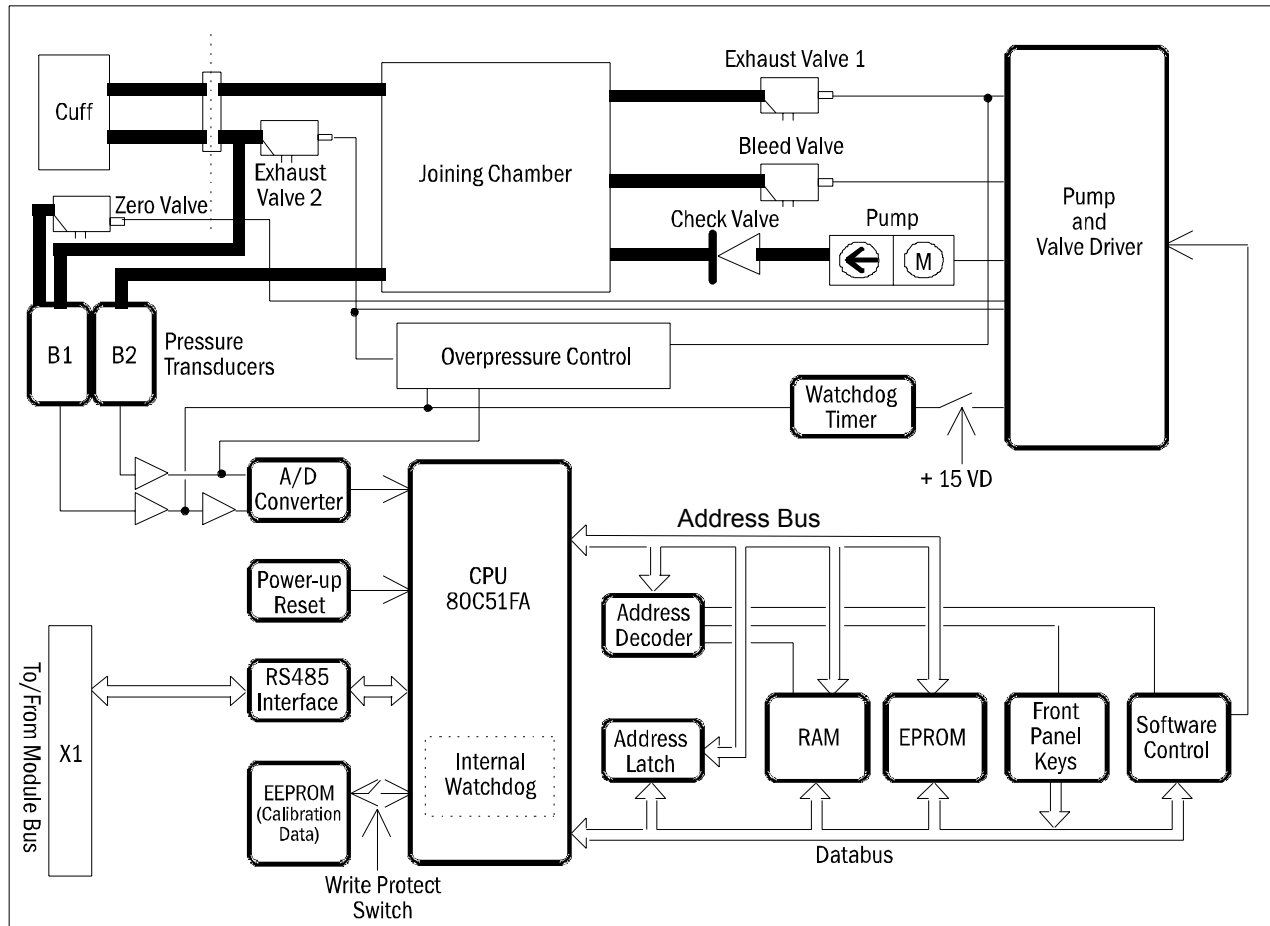 Exhaust Valve 1
Cuff
Bleed Valve
Exhaust
Valve 2
Joining Chamber
Zero Valve
Check Valve
Pump
M
Pump
and
Valve Driver
B1
B2
Pressure
Transducers
Overpressure Control
Watchdog
Timer
+ 15 VD
A/D
Converter
Address Bus
CPU
80C51FA
Power-up
Reset
Address
Decoder
To/From Module Bus
X1
RS485
Interface
Address
Latch
RAM
EPROM
Front
Panel
Keys
Software
Control
Internal
Watchdog
EEPROM
(Calibration
Data)
Databus
Write Protect
Switch